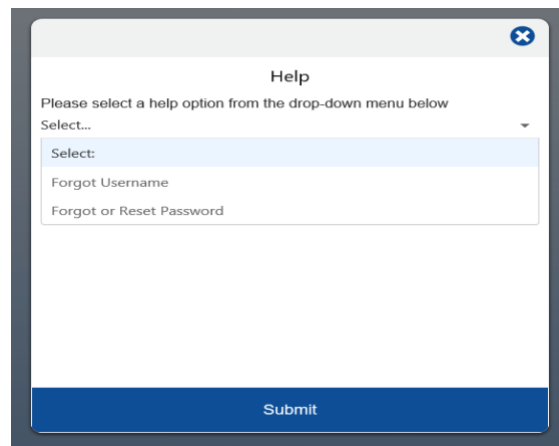 Help
Please select a help option from the drop-down menu below
Select...
Select:
Forgot Username
Forgot or Reset Password
Submit